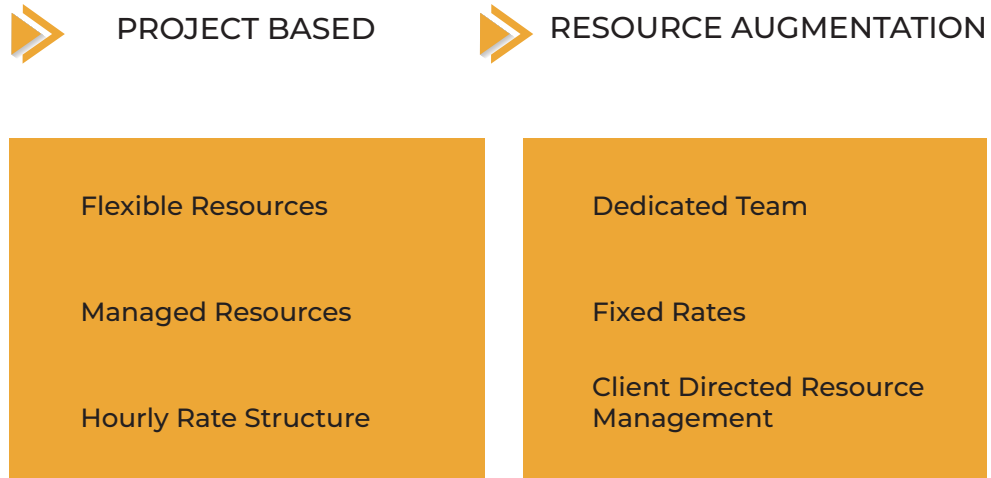 PROJECT BASED
RESOURCE AUGMENTATION
Flexible Resources
Managed Resources
Hourly Rate Structure
Dedicated Team
Fixed Rates
Client Directed Resource
Management